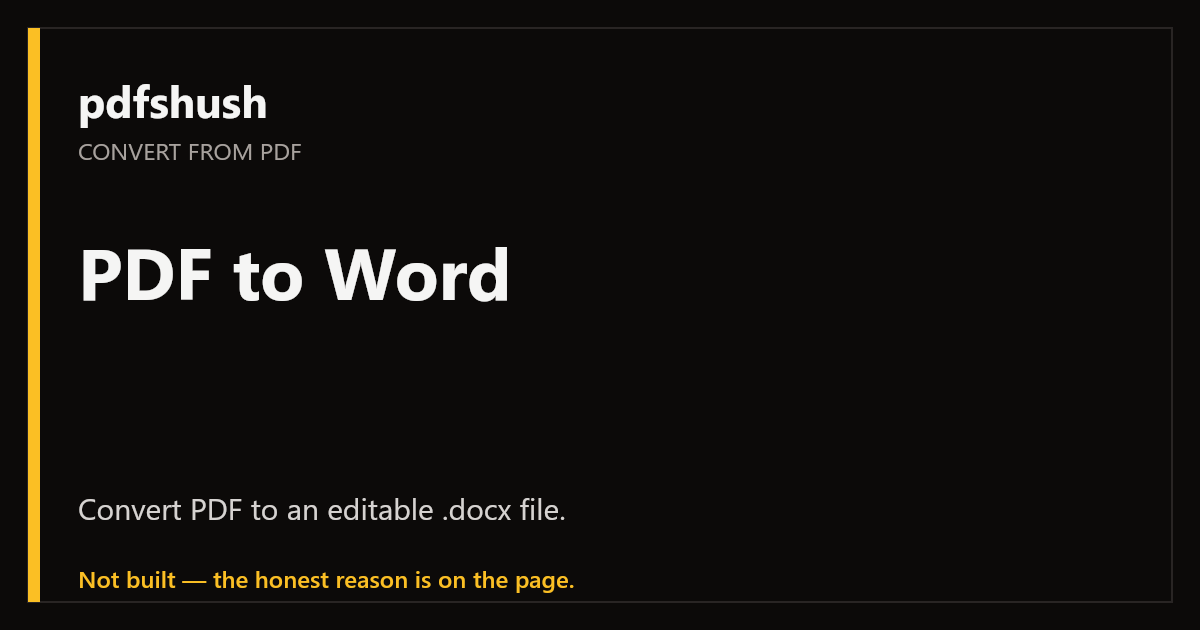 pdfshush
CONVERT FROM PDF
PDF to Word
Convert PDF to an editable .docx file.
Not built — the honest reason is on the page.